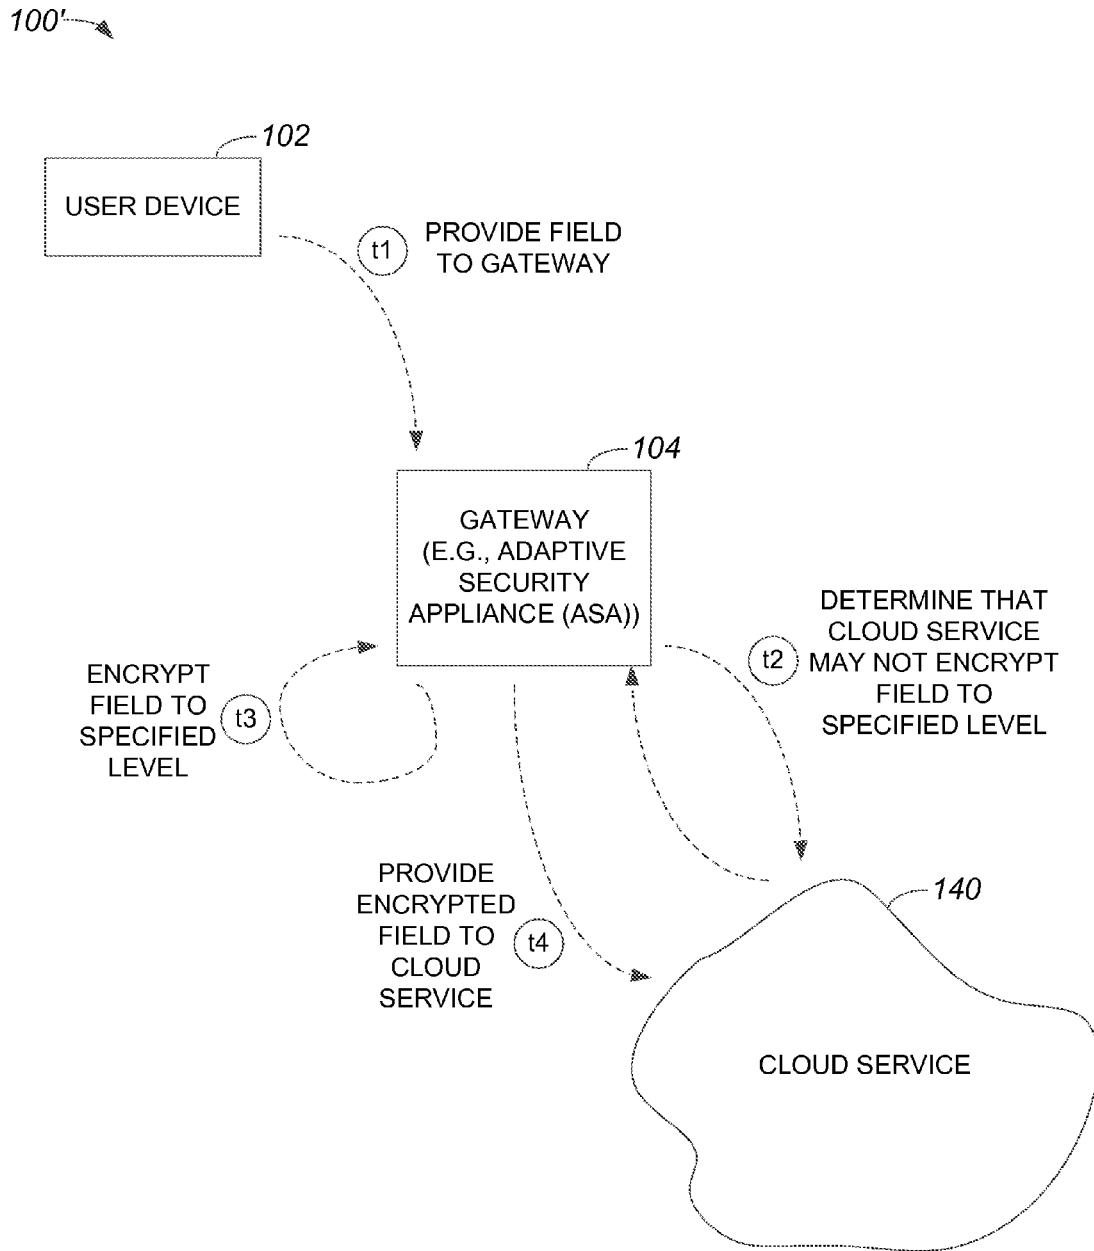 100'
102
USER DEVICE
t1
PROVIDE FIELD
TO GATEWAY
104
GATEWAY
(E.G., ADAPTIVE
SECURITY
APPLIANCE (ASA))
DETERMINE THAT
CLOUD SERVICE
MAY NOT ENCRYPT
FIELD TO
SPECIFIED LEVEL
t2
ENCRYPT
FIELD TO
SPECIFIED
LEVEL
t3
PROVIDE
ENCRYPTED
FIELD TO
CLOUD
SERVICE
t4
140
CLOUD SERVICE